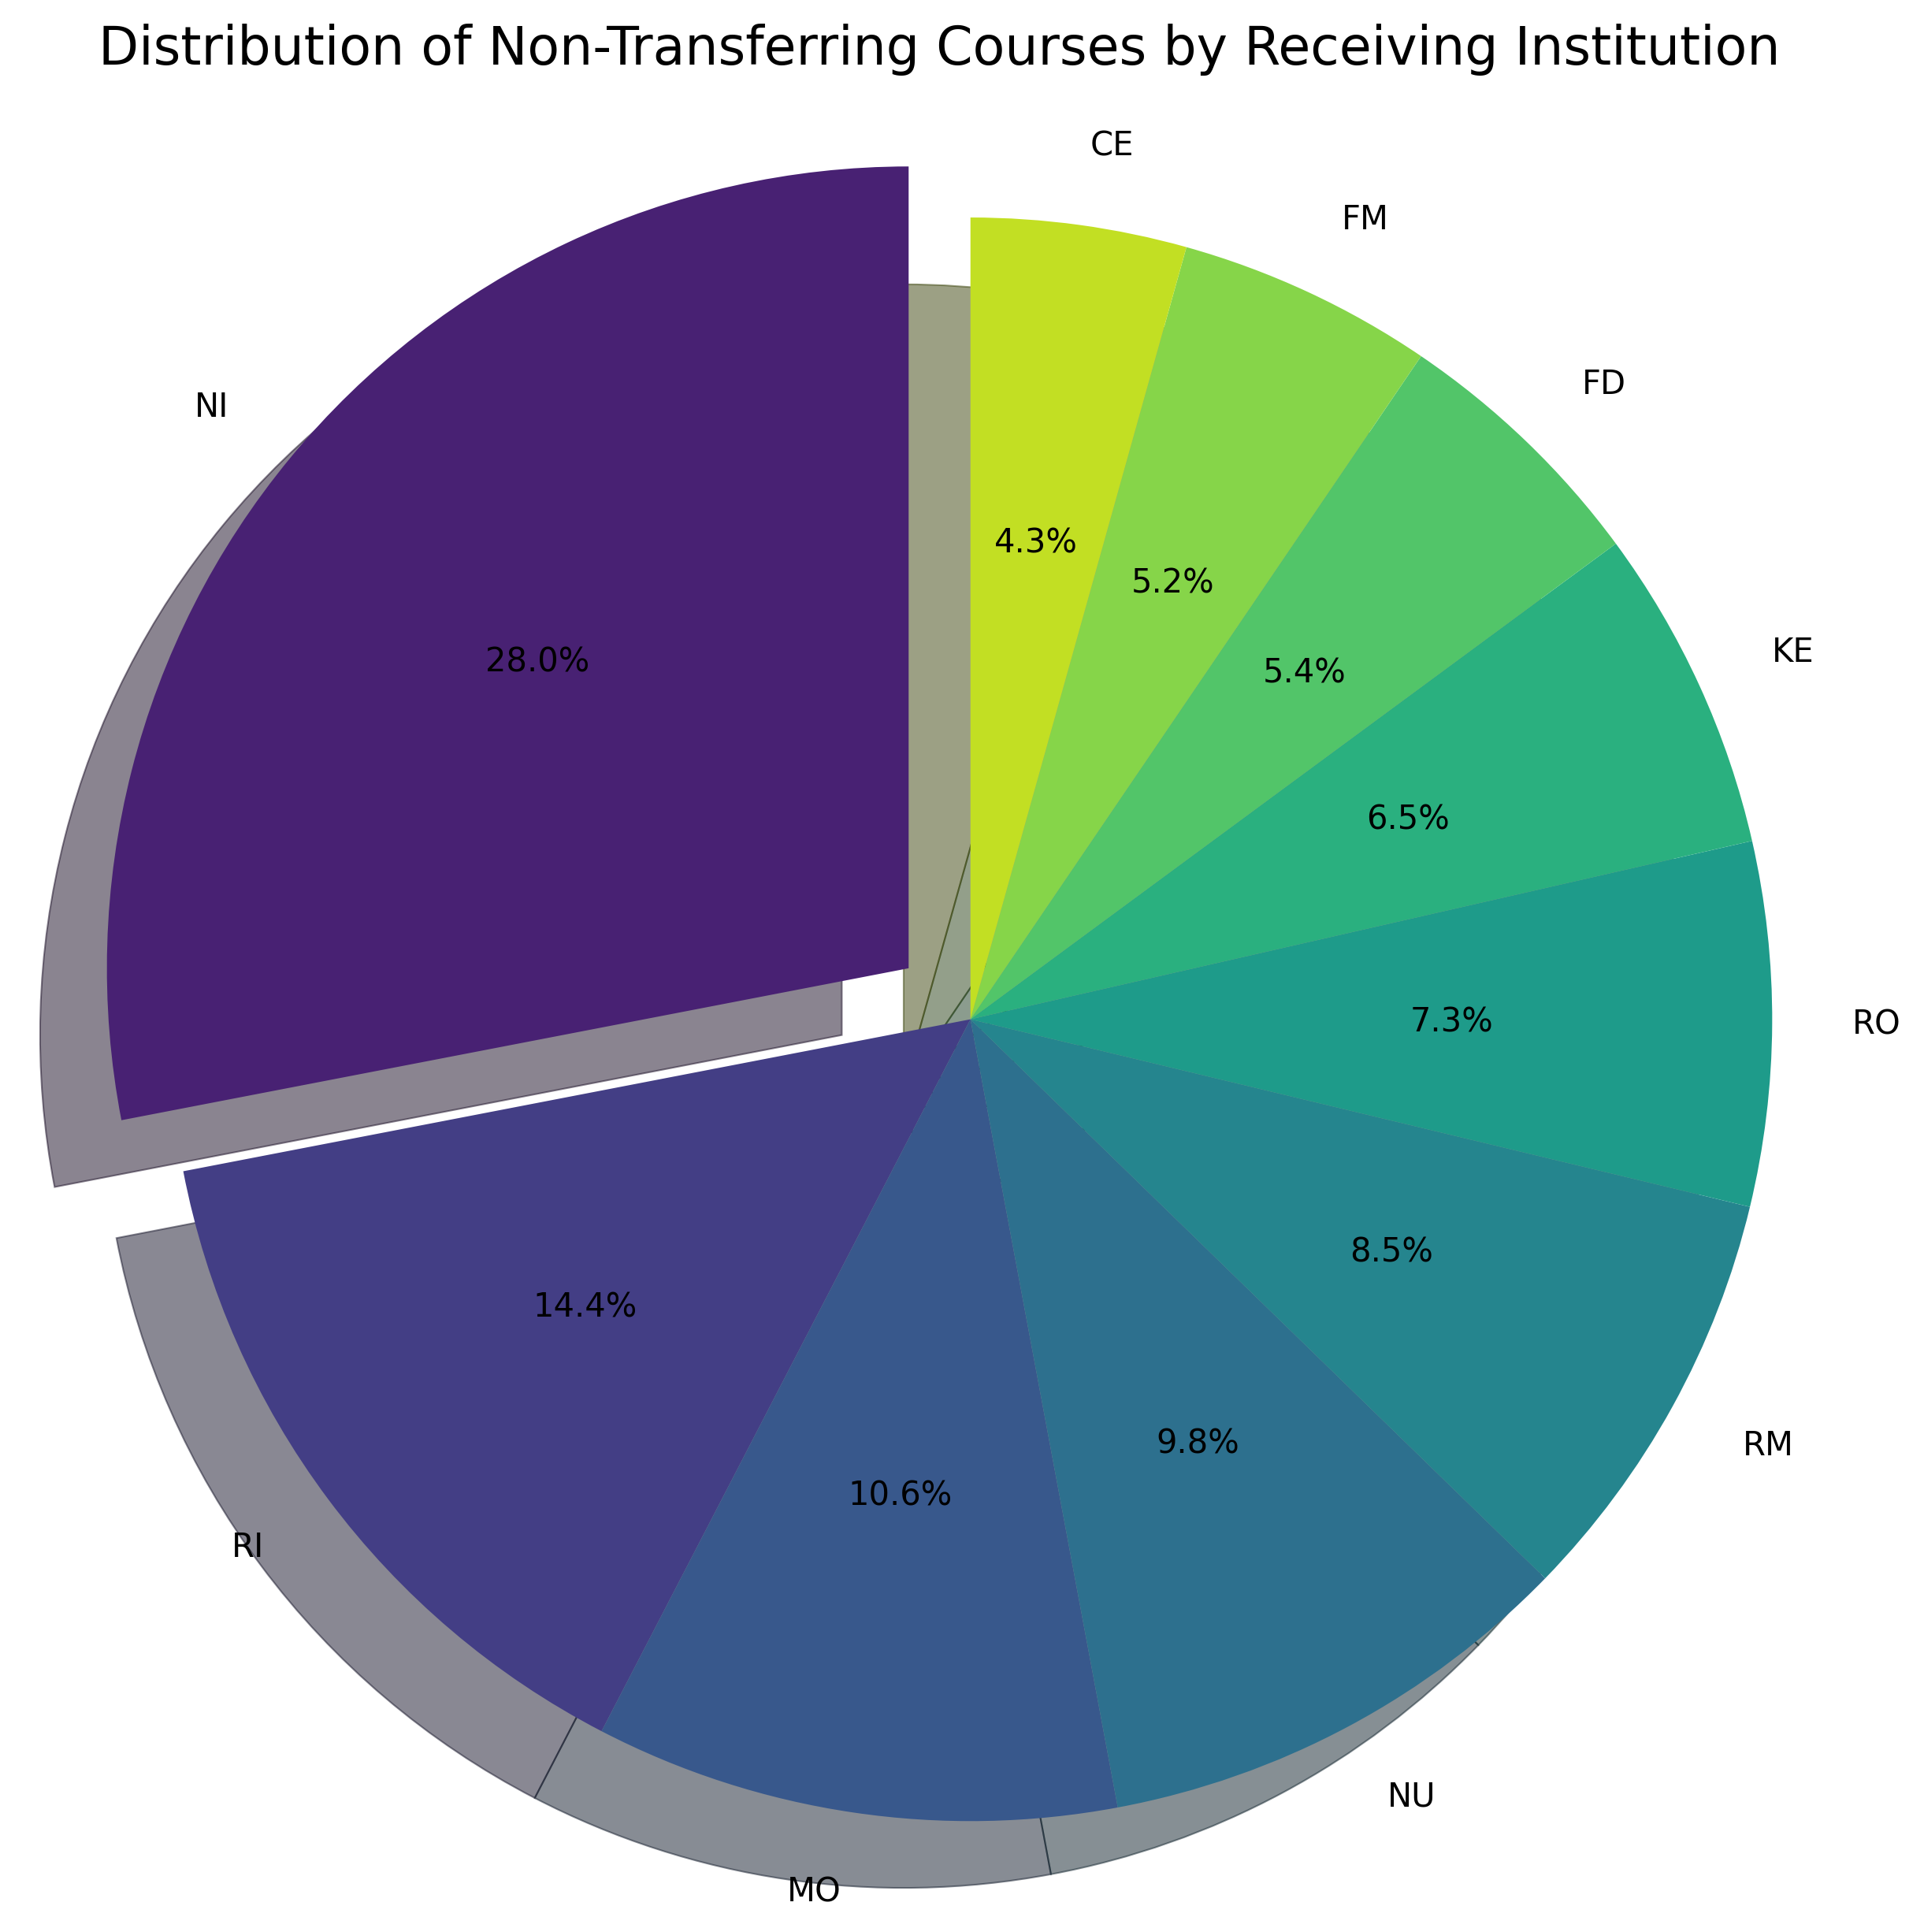 Distribution of Non-Transferring Courses by Receiving Institution
CE
FM
FD
NI
4.3%
5.2%
KE
28.0%
5.4%
6.5%
RO
7.3%
8.5%
14.4%
RM
9.8%
10.6%
RI
NU
MO